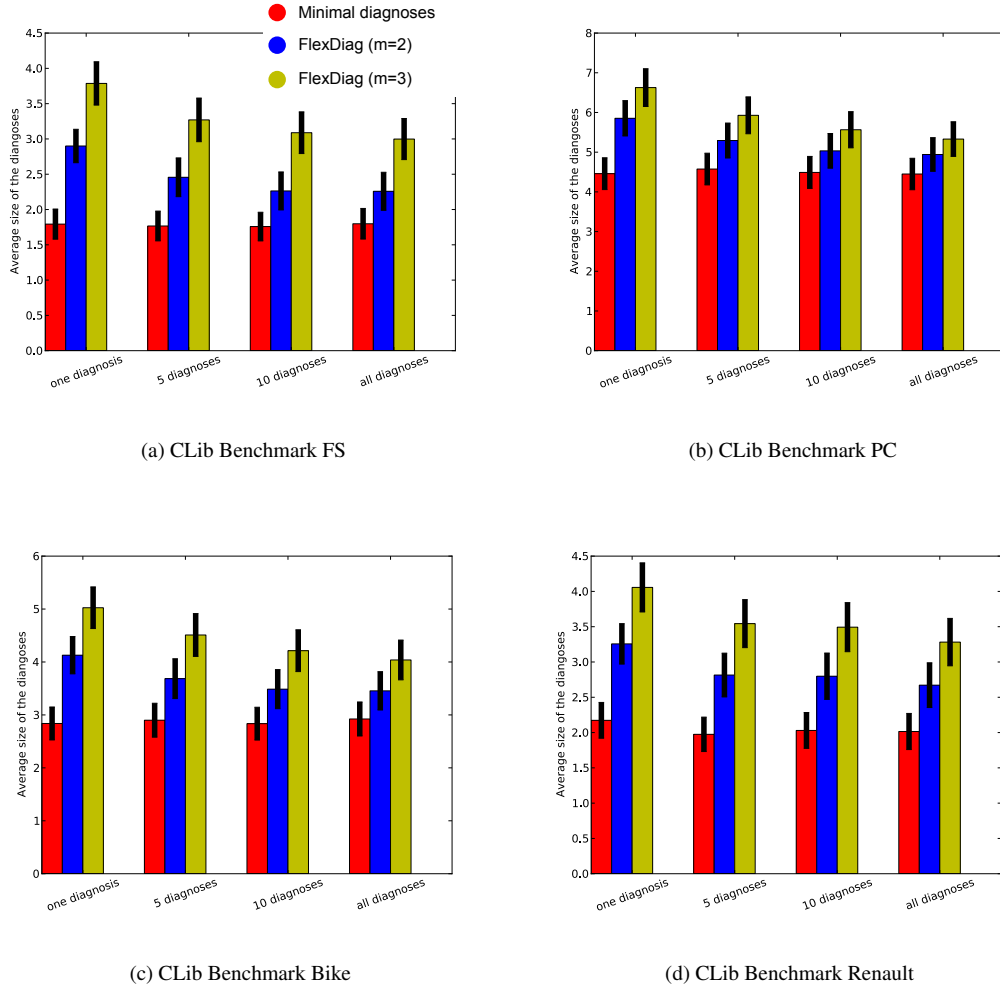 Minimal diagnoses
FlexDiag (m=2)
FlexDiag (m=3)
Average size of the diangoses
4.5
4.0
3.5
3.0
2.5
2.0
1.5
1.0
0.5
0.0
one diagnosis
5 diagnoses
10 diagnoses
all diagnoses
(a) CLib Benchmark FS
Average size of the diangoses
8
7
6
5
4
3
2
1
0
one diagnosis
5 diagnoses
10 diagnoses
all diagnoses
(b) CLib Benchmark PC
Average size of the diangoses
6
5
4
3
2
1
0
one diagnosis
5 diagnoses
10 diagnoses
all diagnoses
(c) CLib Benchmark Bike
Average size of the diangoses
4.5
4.0
3.5
3.0
2.5
2.0
1.5
1.0
0.5
0.0
one diagnosis
5 diagnoses
10 diagnoses
all diagnoses
(d) CLib Benchmark Renault